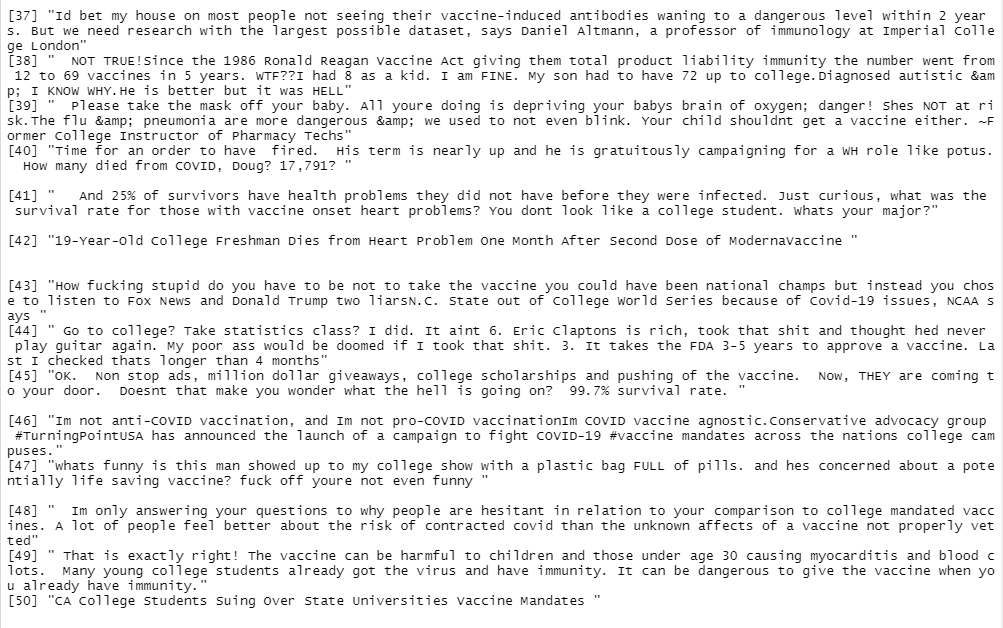 [37] "Id bet my house on most people not seeing their vaccine-induced antibodies waning to a dangerous level within 2 year
s. But we need research with the largest possible dataset, says Daniel Altmann, a professor of immunology at Imperial Colle
ge London"
[38] "  NOT TRUE!Since the 1986 Ronald Reagan Vaccine Act giving them total product liability immunity the number went from
 12 to 69 vaccines in 5 years. WTF??I had 8 as a kid. I am FINE. My son had to have 72 up to college.Diagnosed autistic &am
p; I KNOW WHY.He is better but it was HELL"
[39] "  Please take the mask off your baby. All youre doing is depriving your babys brain of oxygen; danger! Shes NOT at ri
sk.The flu &amp; pneumonia are more dangerous &amp; we used to not even blink. Your child shouldnt get a vaccine either. ~F
ormer College Instructor of Pharmacy Techs"
[40] "Time for an order to have  fired.  His term is nearly up and he is gratuitously campaigning for a WH role like potus.
  How many died from COVID, Doug? 17,791? "
[41] "   And 25% of survivors have health problems they did not have before they were infected. Just curious, what was the
 survival rate for those with vaccine onset heart problems? You dont look like a college student. Whats your major?"
[42] "19-Year-Old College Freshman Dies from Heart Problem One Month After Second Dose of ModernaVaccine "
[43] "How fucking stupid do you have to be not to take the vaccine you could have been national champs but instead you chos
e to listen to Fox News and Donald Trump two liarsN.C. State out of College World Series because of Covid-19 issues, NCAA s
ays "
[44] " Go to college? Take statistics class? I did. It aint 6. Eric Claptons is rich, took that shit and thought hed never
 play guitar again. My poor ass would be doomed if I took that shit. 3. It takes the FDA 3-5 years to approve a vaccine. La
st I checked thats longer than 4 months"
[45] "OK.  Non stop ads, million dollar giveaways, college scholarships and pushing of the vaccine.  Now, THEY are coming t
o your door.  Doesnt that make you wonder what the hell is going on?  99.7% survival rate. "
[46] "Im not anti-COVID vaccination, and Im not pro-COVID vaccinationIm COVID vaccine agnostic.Conservative advocacy group
 #TurningPointUSA has announced the launch of a campaign to fight COVID-19 #vaccine mandates across the nations college cam
puses."
[47] "whats funny is this man showed up to my college show with a plastic bag FULL of pills. and hes concerned about a pote
ntially life saving vaccine? fuck off youre not even funny "
[48] "  Im only answering your questions to why people are hesitant in relation to your comparison to college mandated vacc
ines. A lot of people feel better about the risk of contracted covid than the unknown affects of a vaccine not properly vet
ted"
[49] " That is exactly right! The vaccine can be harmful to children and those under age 30 causing myocarditis and blood c
lots.  Many young college students already got the virus and have immunity. It can be dangerous to give the vaccine when yo
u already have immunity."
[50] "CA College Students Suing Over State Universities Vaccine Mandates "